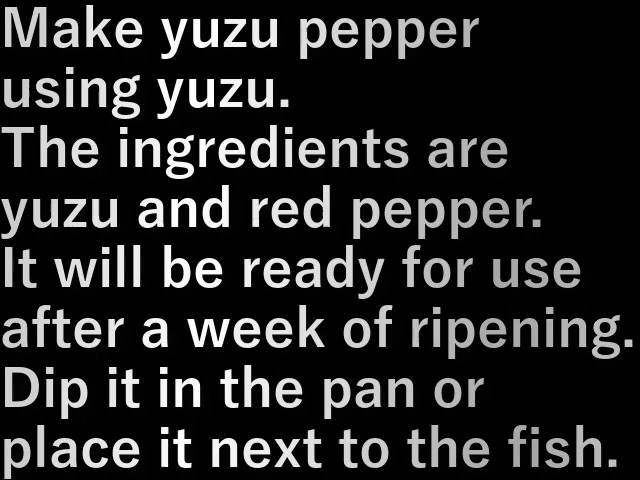 Make yuzu pepper
using yuzu.
The ingredients are
yuzu and red pepper.
It will be ready for use
after a week of ripening.
Dip it in the pan or
place it next to the fish.